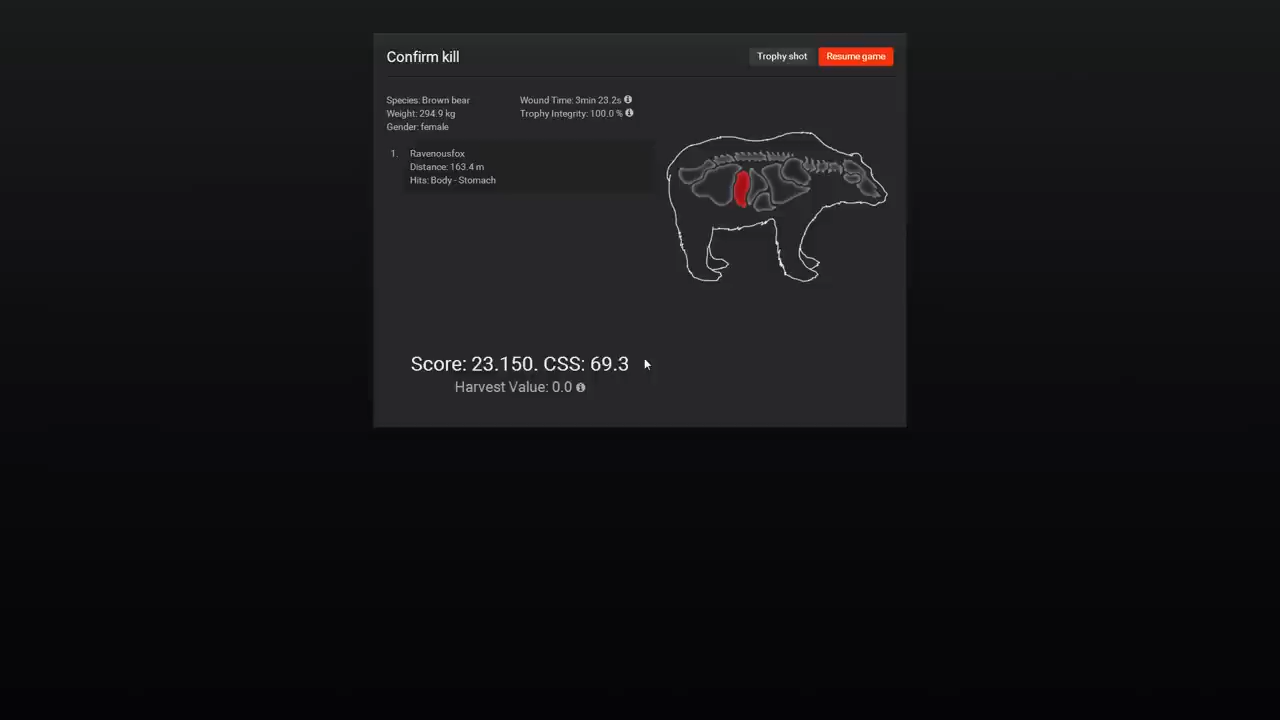 Confirm kill
Trophy shot
Resume game
Species: Brown bear
Weight: 294.9 kg
Gender: female
Wound Time: 3min 23.2s
Trophy Integrity: 100.0 %
1. Ravenousfox
Distance: 163.4 m
Hits: Body - Stomach
Score: 23.150. CSS: 69.3
Harvest Value: 0.0